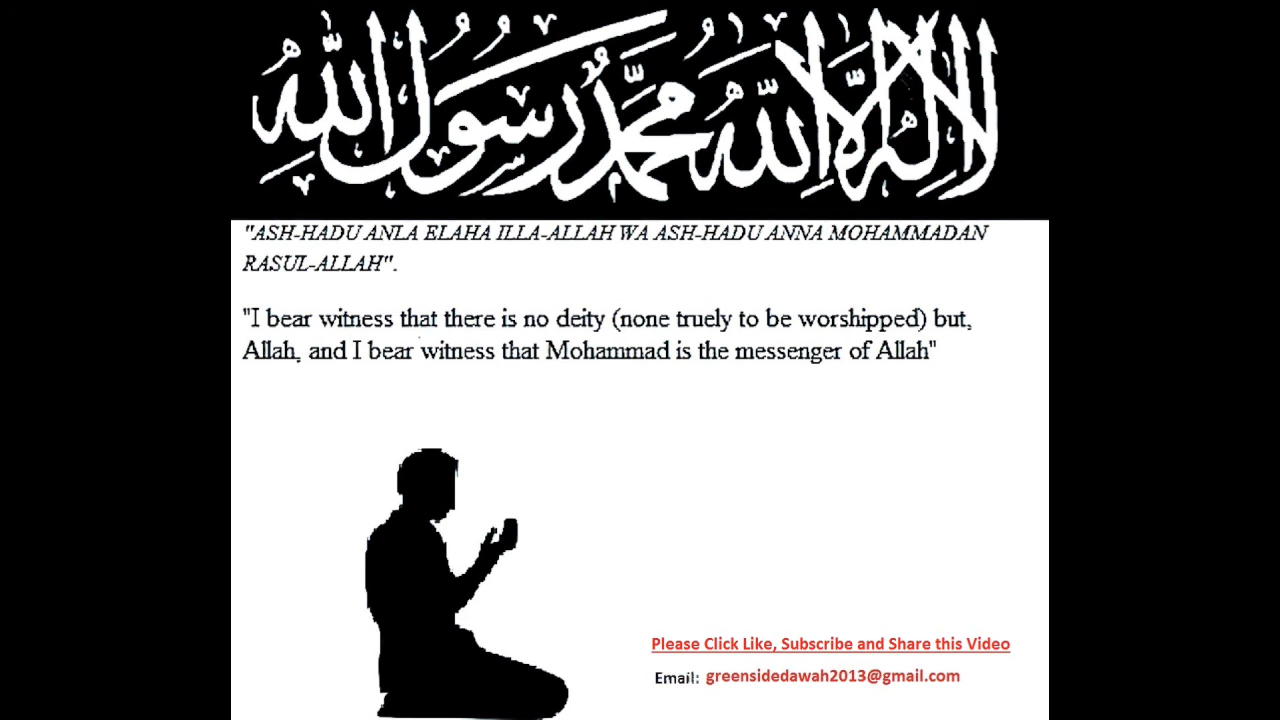 لا إله إلا الله محمد رسول الله
"ASH-HADU ANLA ELAHA ILLA-ALLAH WA ASH-HADU ANNA MOHAMMADAN
RASUL-ALLAH".
"I bear witness that there is no deity (none truely to be worshipped) but,
Allah, and I bear witness that Mohammad is the messenger of Allah"
Please Click Like, Subscribe and Share this Video
Email: greensidedawah2013@gmail.com